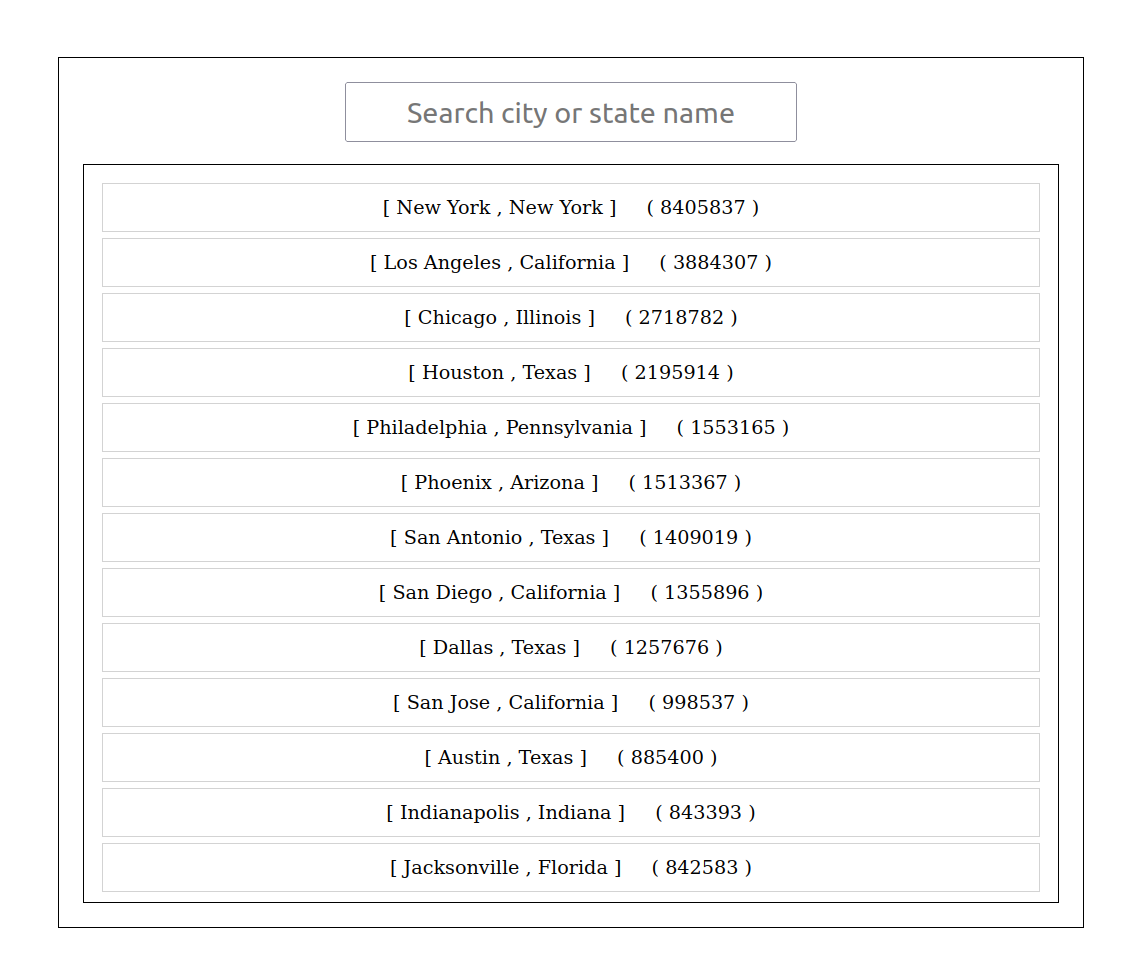 Search city or state name
[ New York , New York ] ( 8405837 )
[ Los Angeles , California ] ( 3884307 )
[ Chicago , Illinois ] ( 2718782 )
[ Houston , Texas ] ( 2195914 )
[ Philadelphia , Pennsylvania ] ( 1553165 )
[ Phoenix , Arizona ] ( 1513367 )
[ San Antonio , Texas ] ( 1409019 )
[ San Diego , California ] ( 1355896 )
[ Dallas , Texas ] ( 1257676 )
[ San Jose , California ] ( 998537 )
[ Austin , Texas ] ( 885400 )
[ Indianapolis , Indiana ] ( 843393 )
[ Jacksonville , Florida ] ( 842583 )